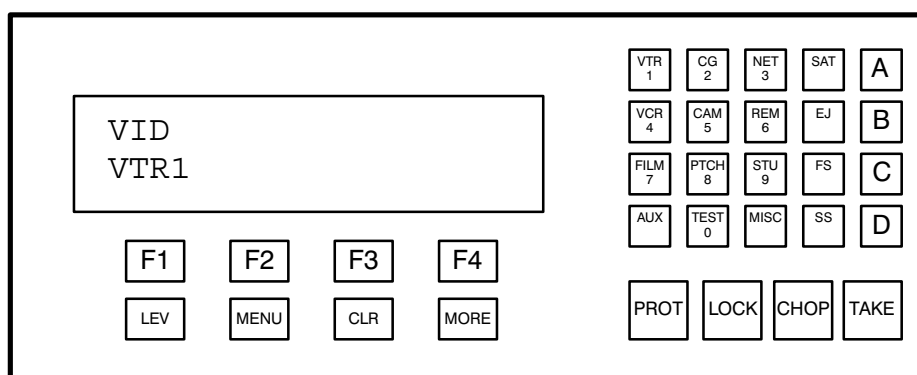 VID
VTR1
F1 F2 F3 F4
LEV MENU CLR MORE
VTR CG NET SAT A
1 2 3
VCR CAM REM EJ B
4 5 6
FILM PTCH STU FS C
7 8 9
AUX TEST MISC SS D
0
PROT LOCK CHOP TAKE